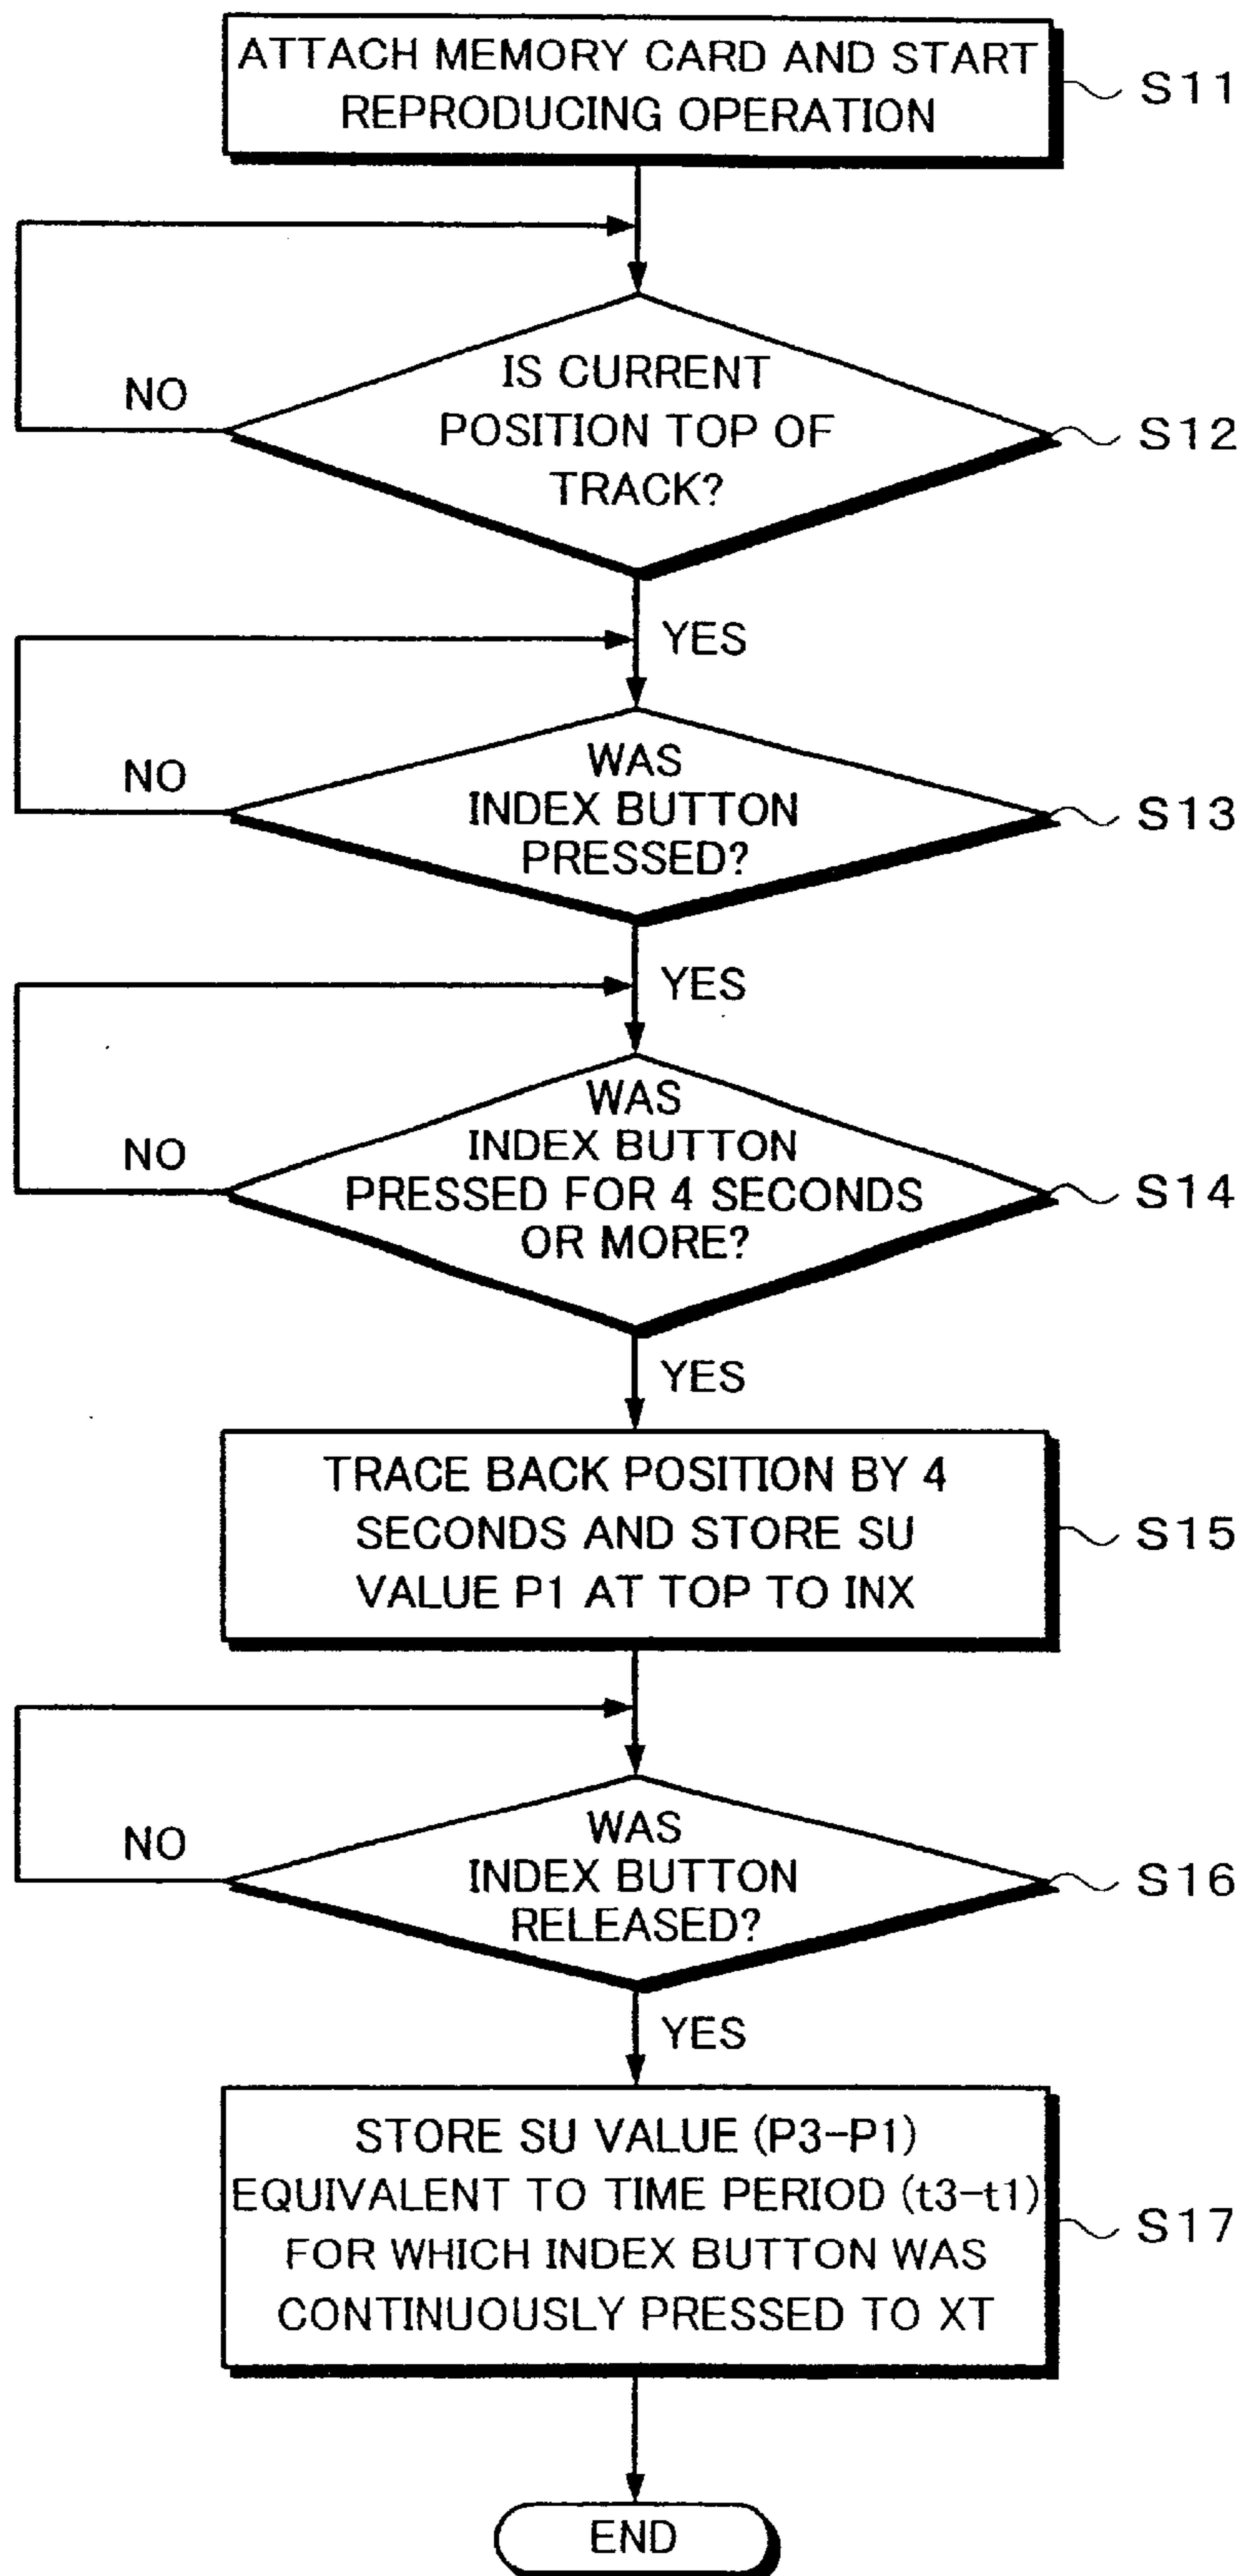 ATTACH MEMORY CARD AND START
REPRODUCING OPERATION
S11
IS CURRENT
POSITION TOP OF
TRACK?
NO
S12
YES
WAS
INDEX BUTTON
PRESSED?
NO
S13
YES
WAS
INDEX BUTTON
PRESSED FOR 4 SECONDS
OR MORE?
NO
S14
YES
TRACE BACK POSITION BY 4
SECONDS AND STORE SU
VALUE P1 AT TOP TO INX
S15
WAS
INDEX BUTTON
RELEASED?
NO
S16
YES
STORE SU VALUE (P3-P1)
EQUIVALENT TO TIME PERIOD (t3-t1)
FOR WHICH INDEX BUTTON WAS
CONTINUOUSLY PRESSED TO XT
S17
END